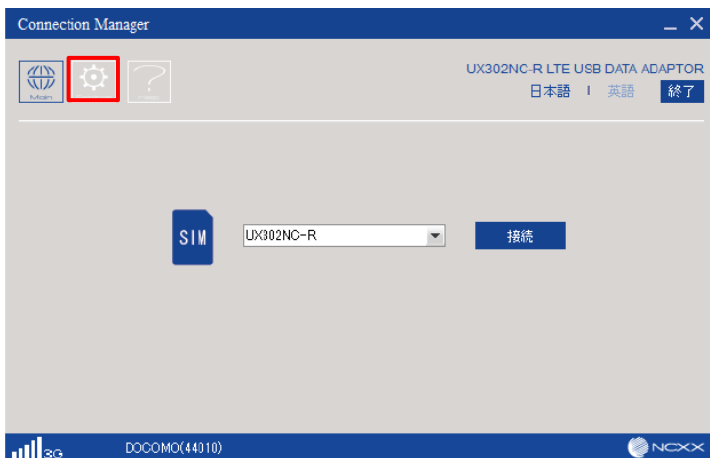 Connection Manager
UX302NC-R LTE USB DATA ADAPTOR
Main
日本語 | 英語 終了
SIM UX302NC-R 接続
3G DOCOMO(44010) NCXX